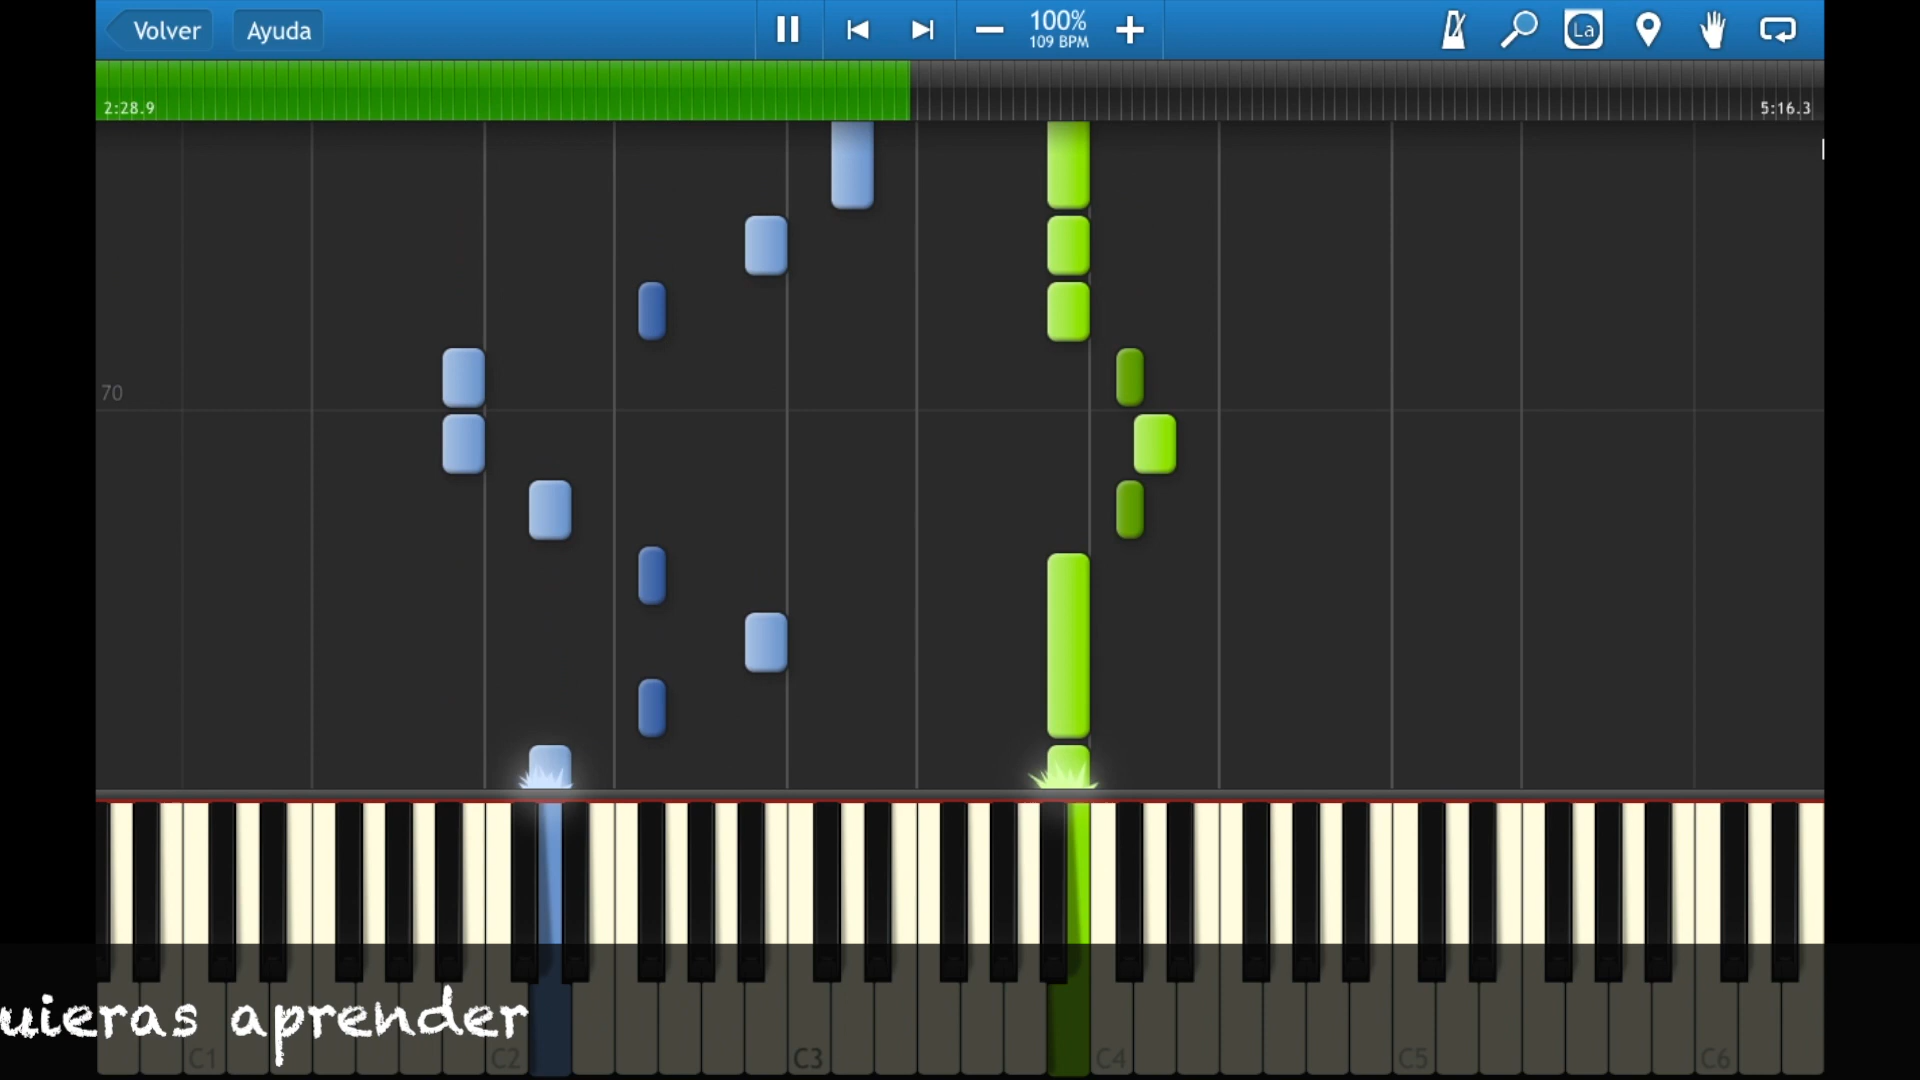 Volver Ayuda 100% La
109 BPM
2:28.9 5:16.3
70
uieras aprender
C1 C2 C3 C4 C5 C6